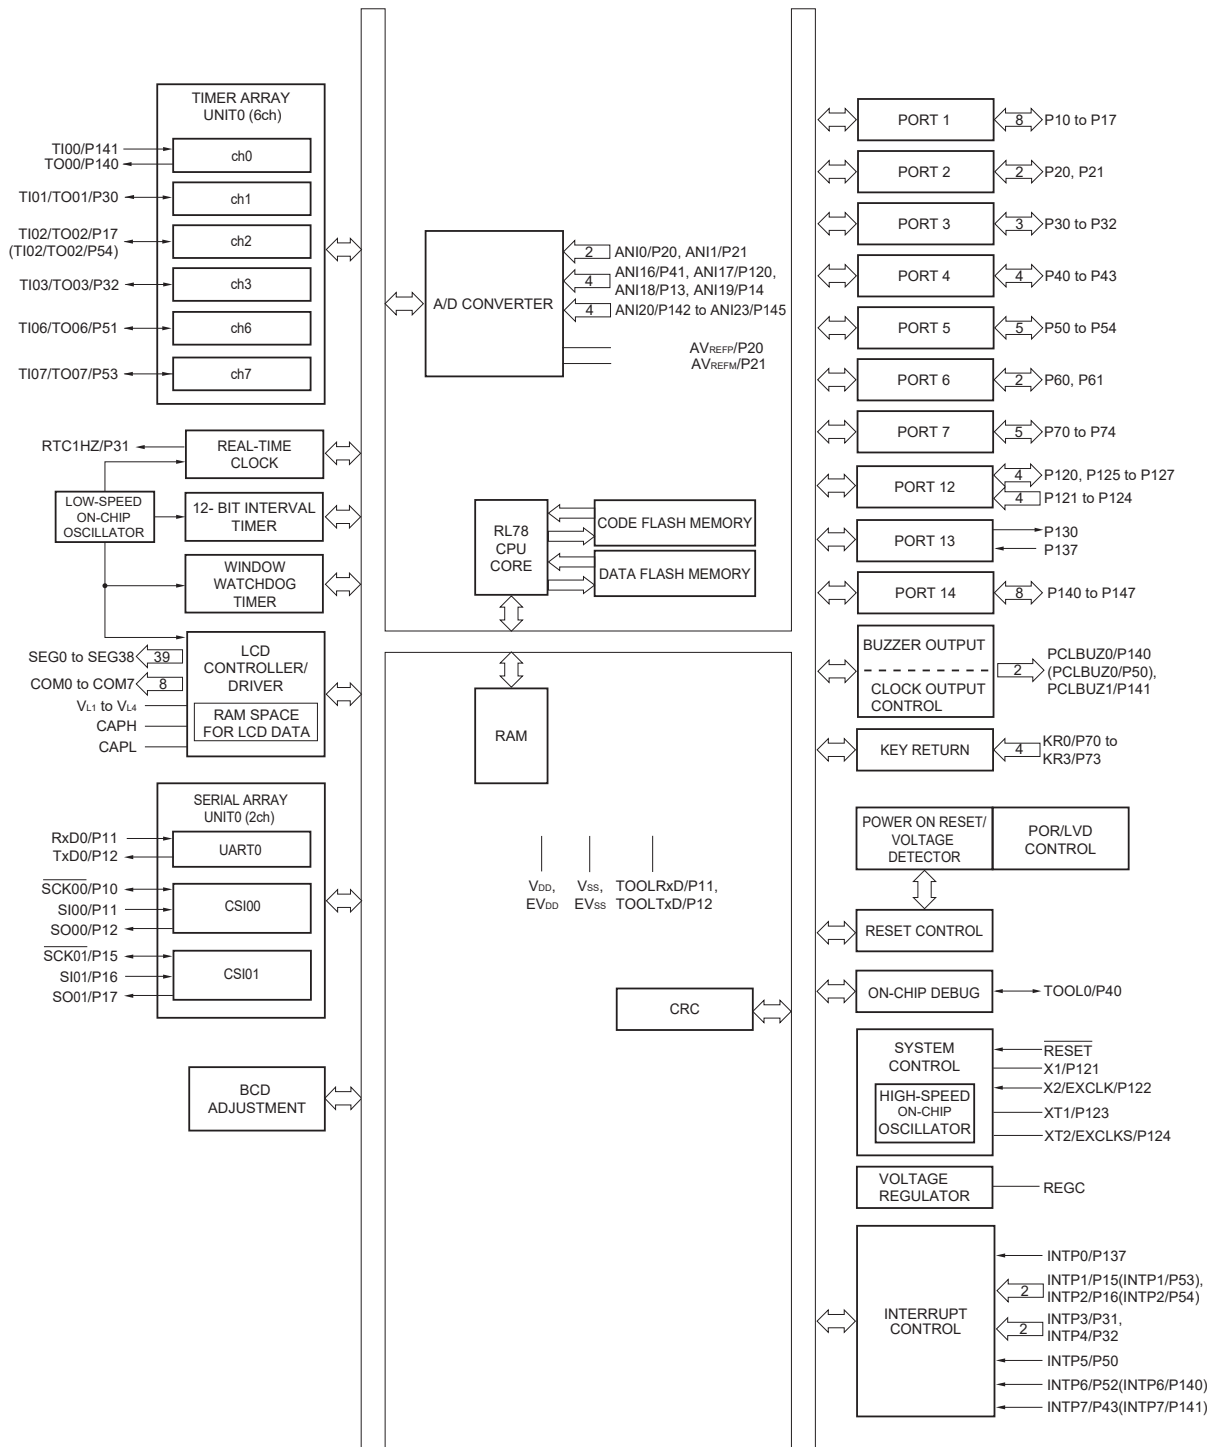 TIMER ARRAY
UNIT0 (6ch)
TI00/P141
TO00/P140
ch0
TI01/TO01/P30
ch1
TI02/TO02/P17
(TI02/TO02/P54)
ch2
TI03/TO03/P32
ch3
TI06/TO06/P51
ch6
TI07/TO07/P53
ch7
RTC1HZ/P31
REAL-TIME
CLOCK
LOW-SPEED
ON-CHIP
OSCILLATOR
12- BIT INTERVAL
TIMER
WINDOW
WATCHDOG
TIMER
SEG0 to SEG38
39
COM0 to COM7
8
VL1 to VL4
CAPH
CAPL
LCD
CONTROLLER/
DRIVER
RAM SPACE
FOR LCD DATA
SERIAL ARRAY
UNIT0 (2ch)
RxD0/P11
TxD0/P12
UART0
SCK00/P10
SI00/P11
SO00/P12
CSI00
SCK01/P15
SI01/P16
SO01/P17
CSI01
BCD
ADJUSTMENT
A/D CONVERTER
2
ANI0/P20, ANI1/P21
4
ANI16/P41, ANI17/P120,
ANI18/P13, ANI19/P14
4
ANI20/P142 to ANI23/P145
AVREFP/P20
AVREFM/P21
RL78
CPU
CORE
CODE FLASH MEMORY
DATA FLASH MEMORY
RAM
VDD,
EVDD
VSS,
EVSS
TOOLRxD/P11,
TOOLTxD/P12
CRC
PORT 1
8
P10 to P17
PORT 2
2
P20, P21
PORT 3
3
P30 to P32
PORT 4
4
P40 to P43
PORT 5
5
P50 to P54
PORT 6
2
P60, P61
PORT 7
5
P70 to P74
PORT 12
4
P120, P125 to P127
4
P121 to P124
PORT 13
P130
P137
PORT 14
8
P140 to P147
BUZZER OUTPUT
CLOCK OUTPUT
CONTROL
2
PCLBUZ0/P140
(PCLBUZ0/P50),
PCLBUZ1/P141
KEY RETURN
4
KR0/P70 to
KR3/P73
POWER ON RESET/
VOLTAGE
DETECTOR
POR/LVD
CONTROL
RESET CONTROL
ON-CHIP DEBUG
TOOL0/P40
SYSTEM
CONTROL
HIGH-SPEED
ON-CHIP
OSCILLATOR
RESET
X1/P121
X2/EXCLK/P122
XT1/P123
XT2/EXCLKS/P124
VOLTAGE
REGULATOR
REGC
INTERRUPT
CONTROL
INTP0/P137
2
INTP1/P15(INTP1/P53),
INTP2/P16(INTP2/P54)
2
INTP3/P31,
INTP4/P32
INTP5/P50
INTP6/P52(INTP6/P140)
INTP7/P43(INTP7/P141)